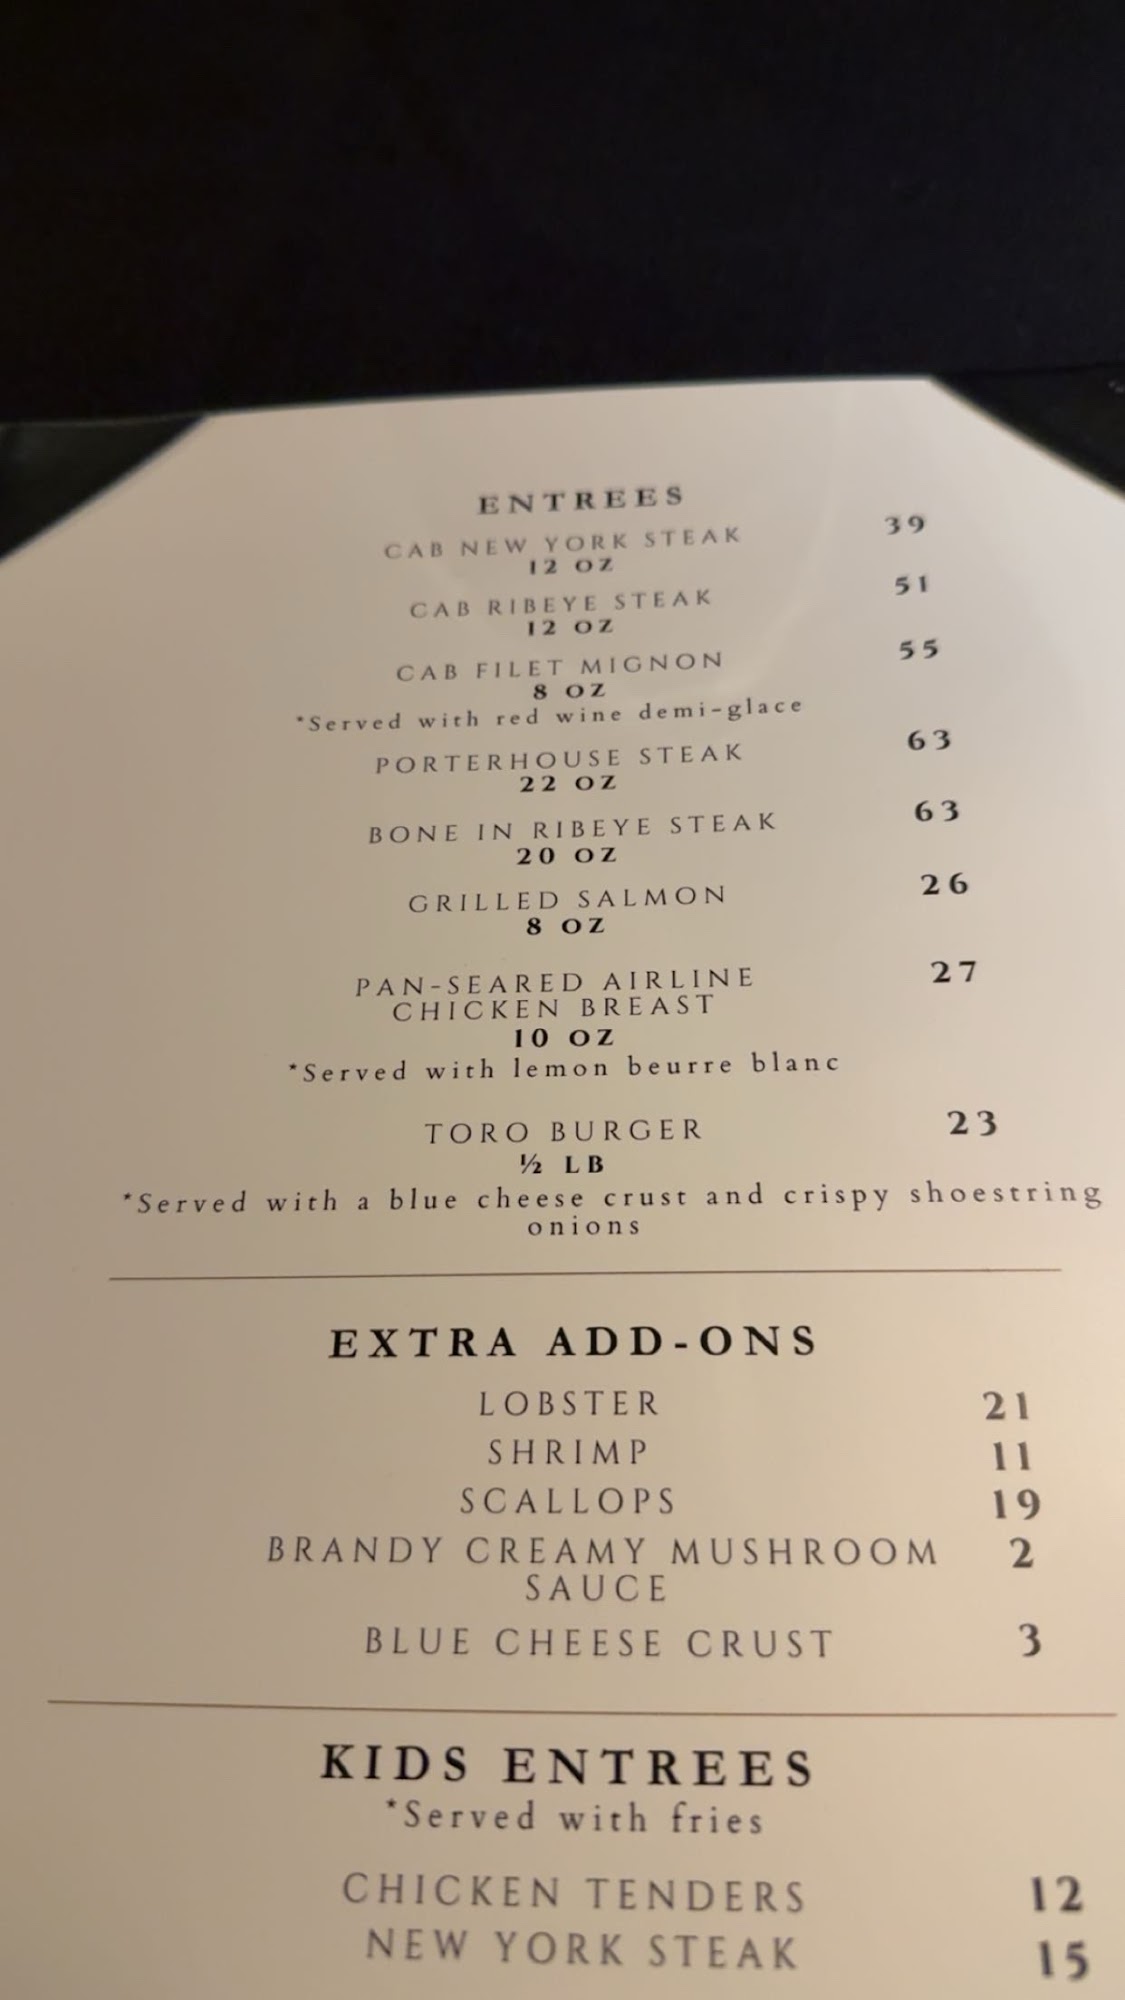 ENTREES
CAB NEW YORK STEAK 39
12 OZ
CAB RIBEYE STEAK 51
12 OZ
CAB FILET MIGNON 55
8 OZ
*Served with red wine demi-glace
PORTERHOUSE STEAK 63
22 OZ
BONE IN RIBEYE STEAK 63
20 OZ
GRILLED SALMON 26
8 OZ
PAN-SEARED AIRLINE 27
CHICKEN BREAST
10 OZ
*Served with lemon beurre blanc
TORO BURGER 23
½ LB
*Served with a blue cheese crust and crispy shoestring
onions
EXTRA ADD-ONS
LOBSTER 21
SHRIMP 11
SCALLOPS 19
BRANDY CREAMY MUSHROOM 2
SAUCE
BLUE CHEESE CRUST 3
KIDS ENTREES
*Served with fries
CHICKEN TENDERS 12
NEW YORK STEAK 15